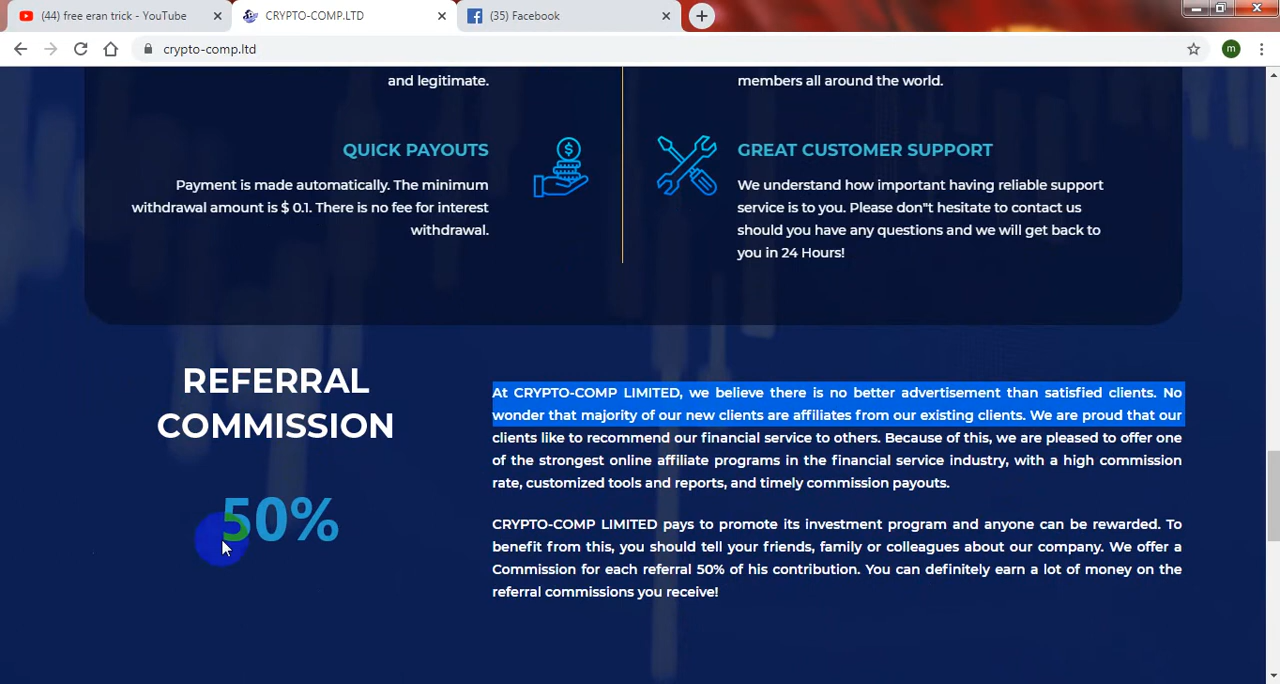 (44) free eran trick - YouTube
CRYPTO-COMP.LTD
(35) Facebook
crypto-comp.ltd
m
and legitimate.
members all around the world.
QUICK PAYOUTS
Payment is made automatically. The minimum
withdrawal amount is $ 0.1. There is no fee for interest
withdrawal.
GREAT CUSTOMER SUPPORT
We understand how important having reliable support
service is to you. Please don"t hesitate to contact us
should you have any questions and we will get back to
you in 24 Hours!
REFERRAL
COMMISSION
50%
At CRYPTO-COMP LIMITED, we believe there is no better advertisement than satisfied clients. No
wonder that majority of our new clients are affiliates from our existing clients. We are proud that our
clients like to recommend our financial service to others. Because of this, we are pleased to offer one
of the strongest online affiliate programs in the financial service industry, with a high commission
rate, customized tools and reports, and timely commission payouts.
CRYPTO-COMP LIMITED pays to promote its investment program and anyone can be rewarded. To
benefit from this, you should tell your friends, family or colleagues about our company. We offer a
Commission for each referral 50% of his contribution. You can definitely earn a lot of money on the
referral commissions you receive!